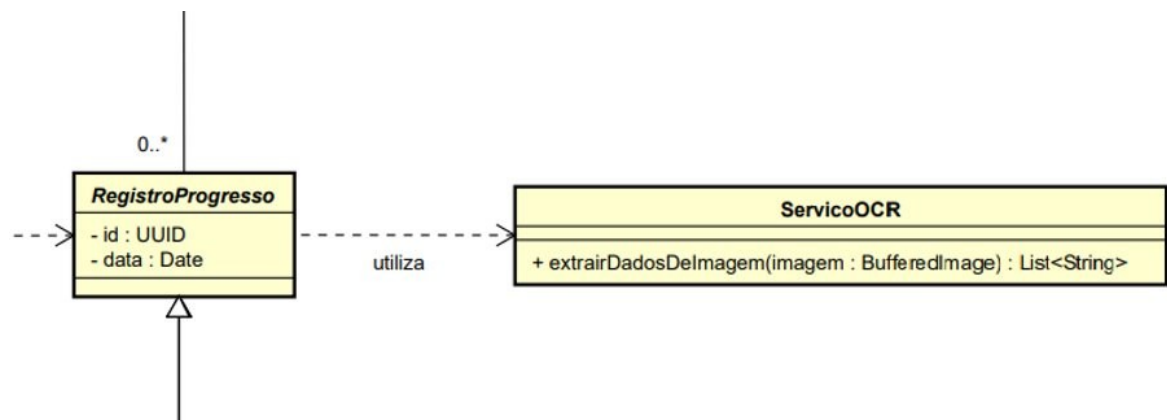 0..*
RegistroProgresso
- id : UUID
- data : Date
utiliza
ServicoOCR
+ extrairDadosDeImagem(imagem : BufferedImage) : List<String>